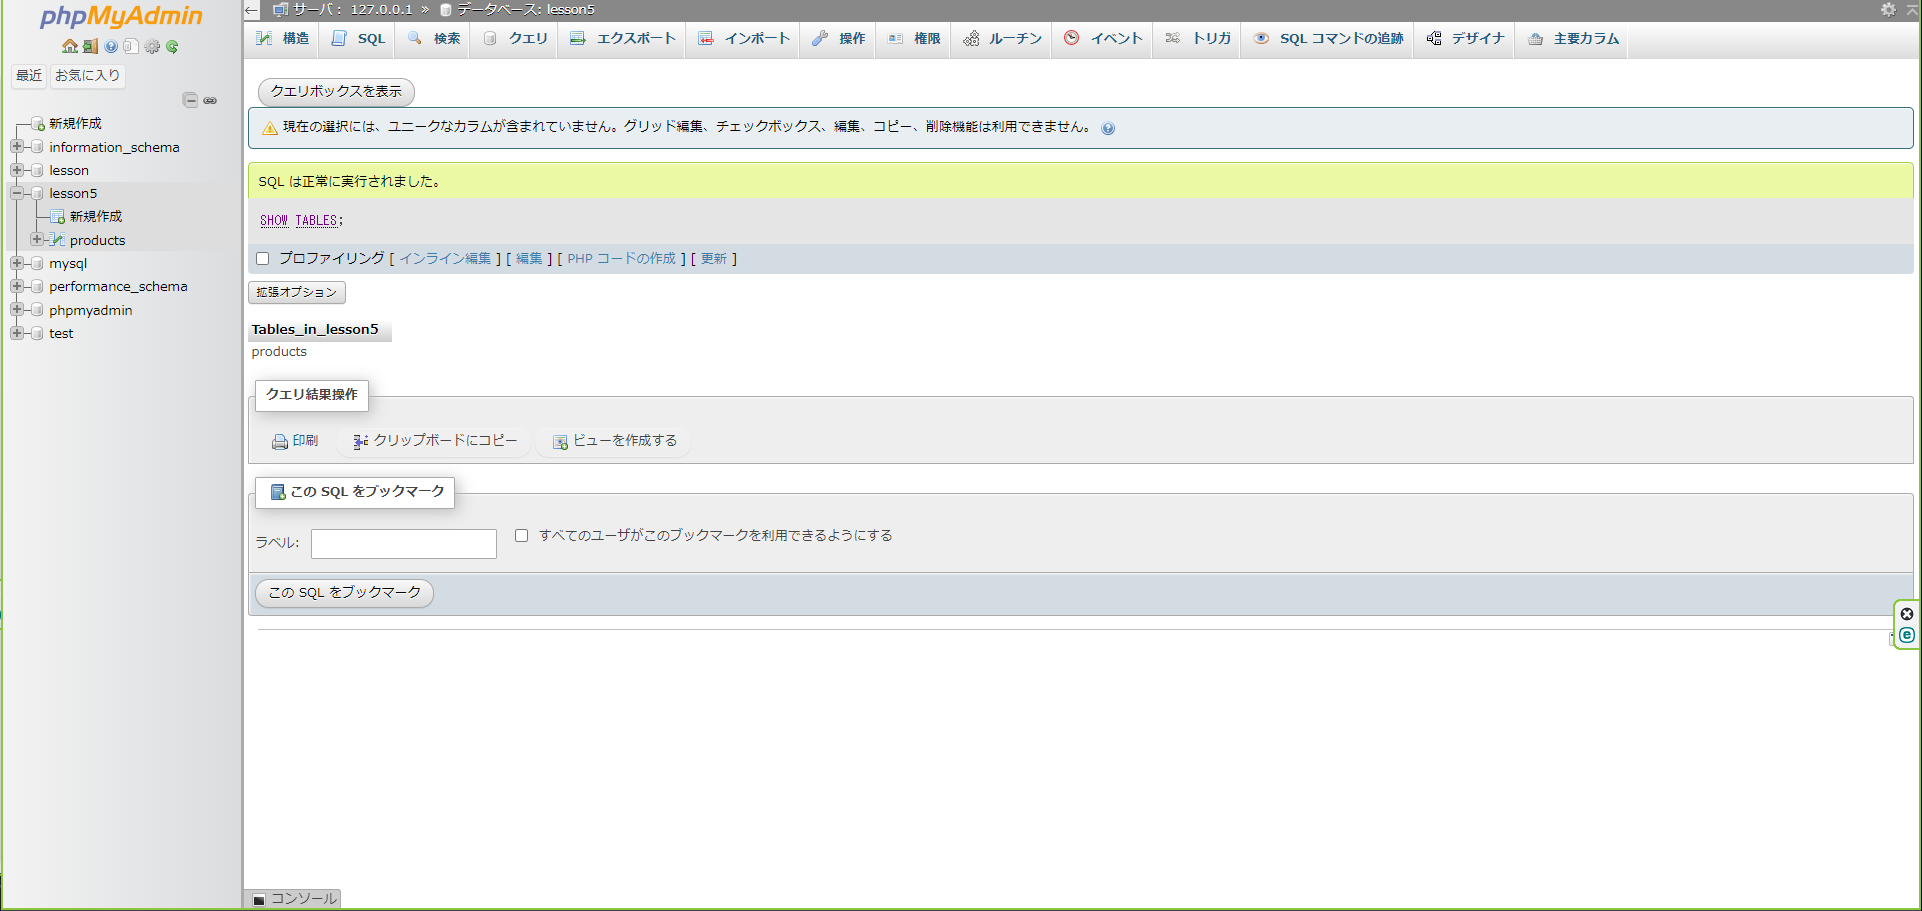 phpMyAdmin
最近 お気に入り
新規作成
information_schema
lesson
lesson5
新規作成
products
mysql
performance_schema
phpmyadmin
test
サーバ： 127.0.0.1 » データベース: lesson5
構造 SQL 検索 クエリ エクスポート インポート 操作 権限 ルーチン イベント トリガ SQL コマンドの追跡 デザイナ 主要カラム
クエリボックスを表示
現在の選択には、ユニークなカラムが含まれていません。グリッド編集、チェックボックス、編集、コピー、削除機能は利用できません。
SQL は正常に実行されました。
SHOW TABLES;
プロファイリング [ インライン編集 ] [ 編集 ] [ PHP コードの作成 ] [ 更新 ]
拡張オプション
Tables_in_lesson5
products
クエリ結果操作
印刷 クリップボードにコピー ビューを作成する
この SQL をブックマーク
ラベル: すべてのユーザがこのブックマークを利用できるようにする
この SQL をブックマーク
コンソール